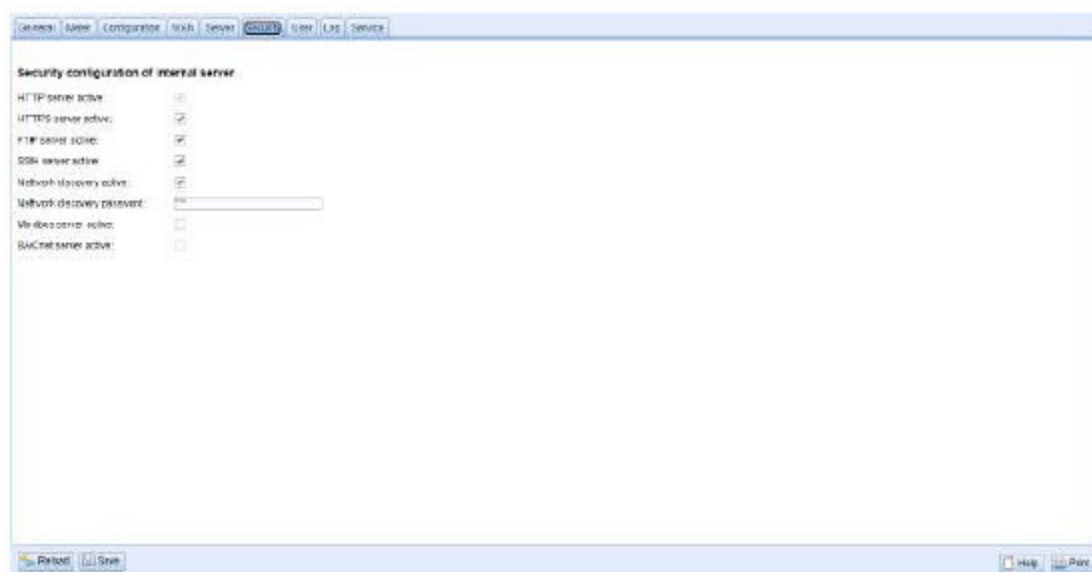 General Meter Configuration WAN Server Security User Log Service
Security configuration of internal server
HTTP server active:
HTTPS server active:
FTP server active:
SSH server active:
Network discovery active:
Network discovery password: ***
server active:
BACnet server active:
Reload Save Help Print